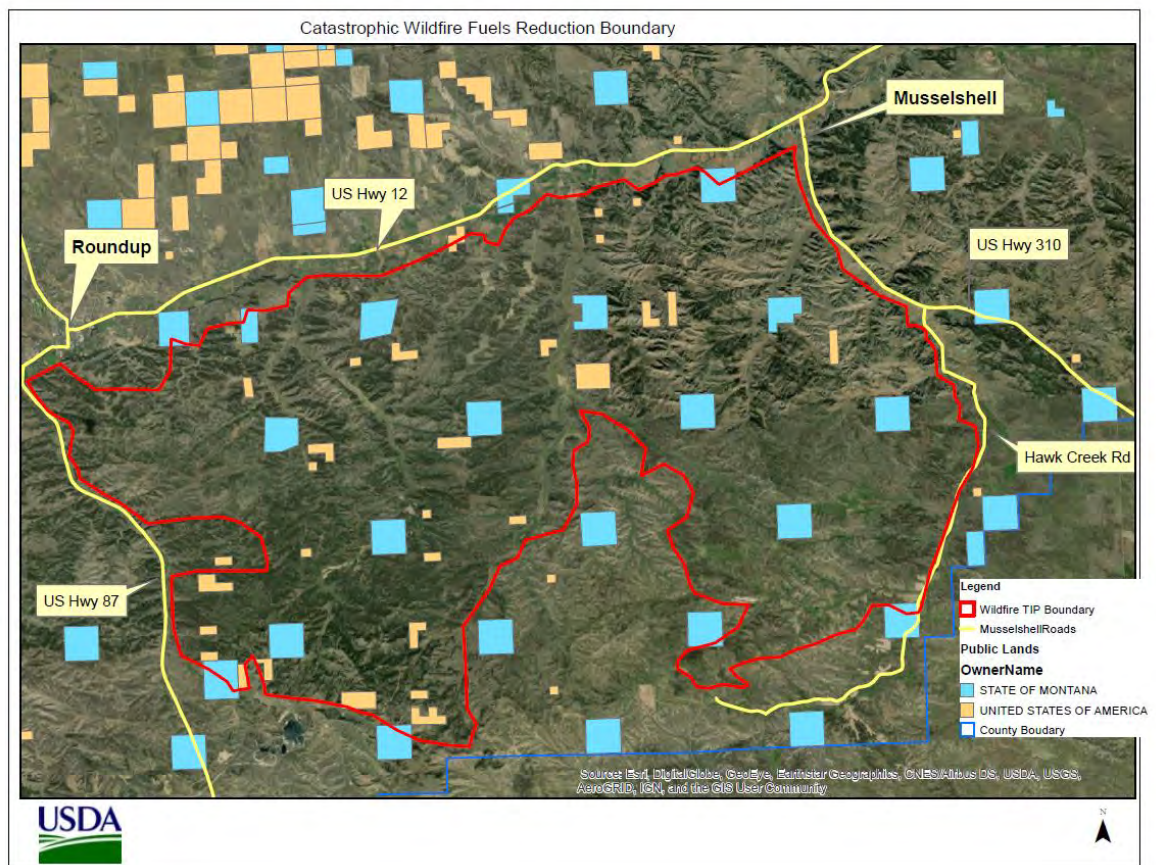 Catastrophic Wildfire Fuels Reduction Boundary
Musselshell
US Hwy 12
Roundup
US Hwy 310
Hawk Creek Rd
US Hwy 87
Legend
Wildfire TIP Boundary
MusselshellRoads
Public Lands
OwnerName
STATE OF MONTANA
UNITED STATES OF AMERICA
County Boudary
Source: Esri, DigitalGlobe, GeoEye, Earthstar Geographics, CNES/Airbus DS, USDA, USGS,
AeroGRID, IGN, and the GIS User Community
USDA
N